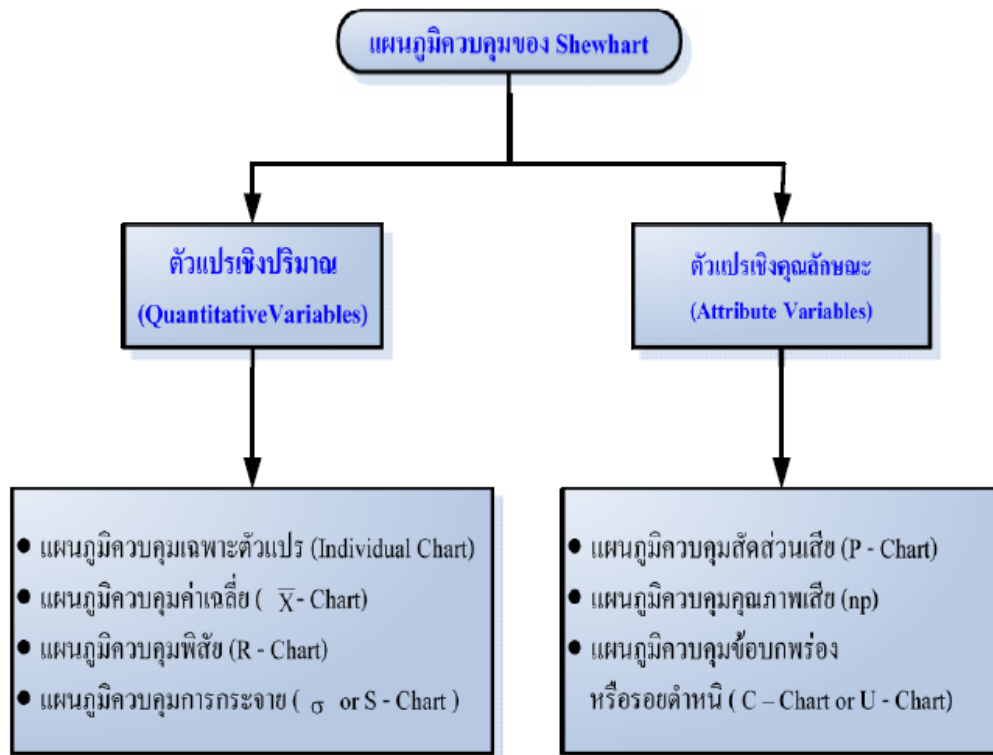 แผนภูมิควบคุมของ Shewhart
ตัวแปรเชิงปริมาณ
(QuantitativeVariables)
ตัวแปรเชิงคุณลักษณะ
(Attribute Variables)
● แผนภูมิควบคุมเฉพาะตัวแปร (Individual Chart)
● แผนภูมิควบคุมค่าเฉลี่ย ( X̅ - Chart)
● แผนภูมิควบคุมพิสัย (R - Chart)
● แผนภูมิควบคุมการกระจาย ( σ or S - Chart )
● แผนภูมิควบคุมสัดส่วนเสีย (P - Chart)
● แผนภูมิควบคุมคุณภาพเสีย (np)
● แผนภูมิควบคุมข้อบกพร่อง
หรือรอยตำหนิ ( C – Chart or U - Chart)